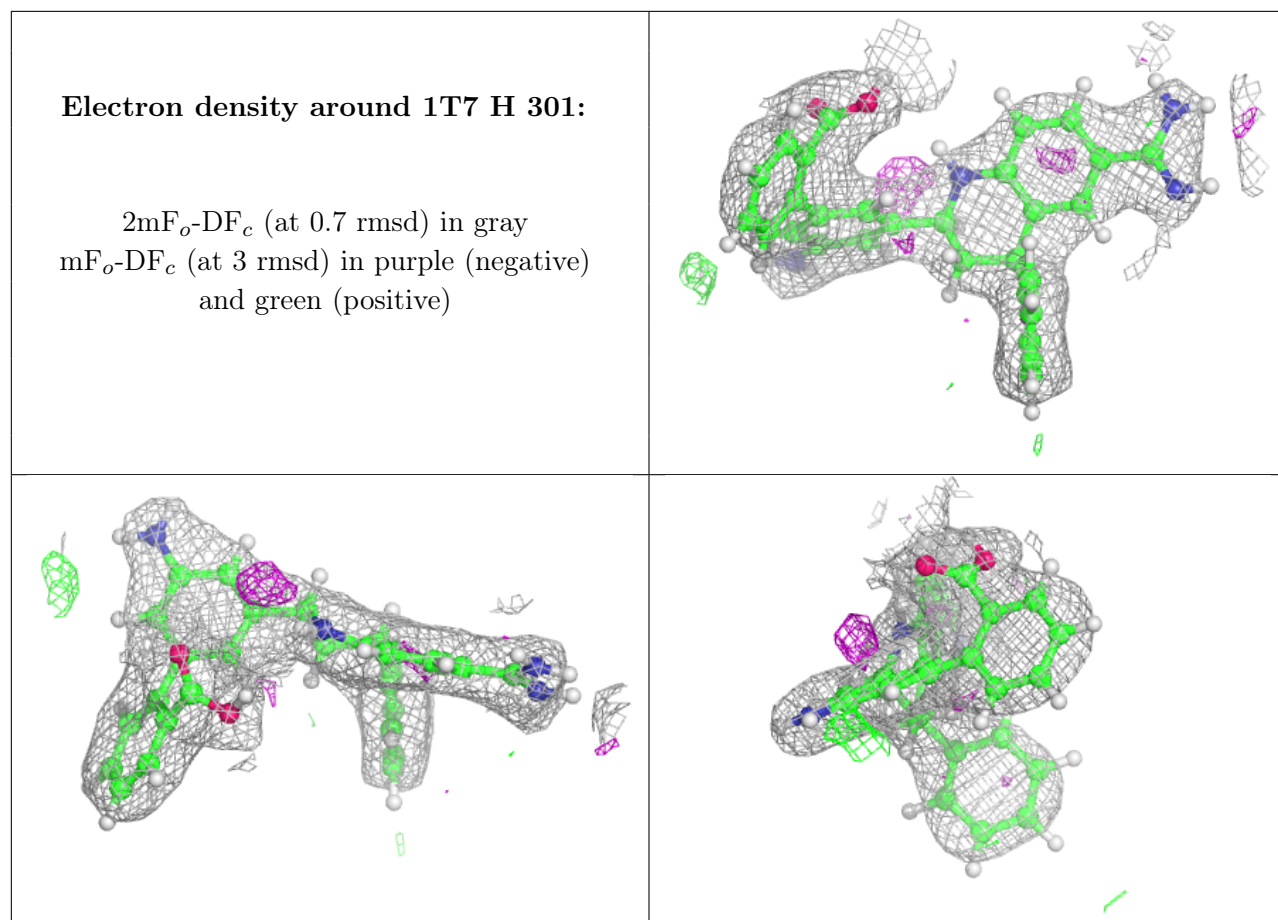 Electron density around 1T7 H 301:
2mFo-DFc (at 0.7 rmsd) in gray
mFo-DFc (at 3 rmsd) in purple (negative)
and green (positive)